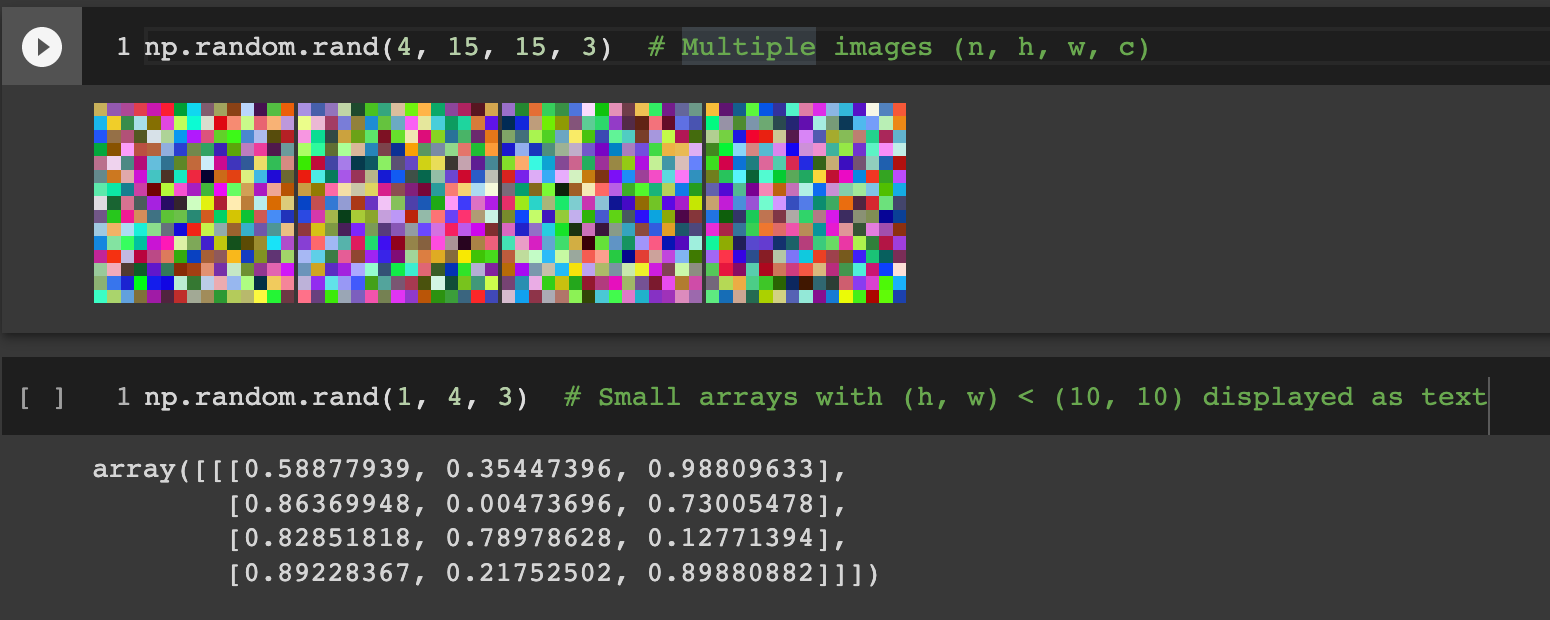 1 np.random.rand(4, 15, 15, 3)  # Multiple images (n, h, w, c)
[ ] 1 np.random.rand(1, 4, 3)  # Small arrays with (h, w) < (10, 10) displayed as text
array([[[0.58877939, 0.35447396, 0.98809633],
[0.86369948, 0.00473696, 0.73005478],
[0.82851818, 0.78978628, 0.12771394],
[0.89228367, 0.21752502, 0.89880882]]])